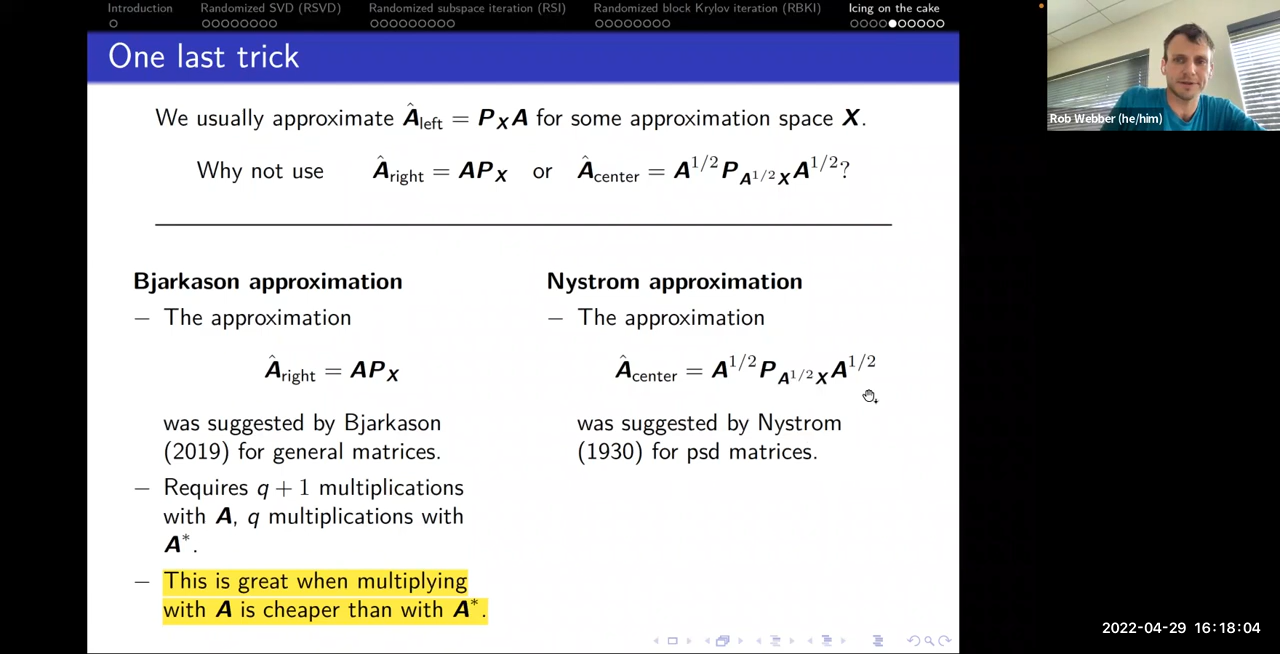 Introduction Randomized SVD (RSVD) Randomized subspace iteration (RSI) Randomized block Krylov iteration (RBKI) Icing on the cake
One last trick
We usually approximate Â_left = P_X A for some approximation space X.
Why not use Â_right = AP_X or Â_center = A^{1/2} P_{A^{1/2}X} A^{1/2}?
Bjarkason approximation
– The approximation
Â_right = AP_X
was suggested by Bjarkason
(2019) for general matrices.
– Requires q + 1 multiplications
with A, q multiplications with
A*.
– This is great when multiplying
with A is cheaper than with A*.
Nystrom approximation
– The approximation
Â_center = A^{1/2} P_{A^{1/2}X} A^{1/2}
was suggested by Nystrom
(1930) for psd matrices.
Rob Webber (he/him)
2022-04-29 16:18:04